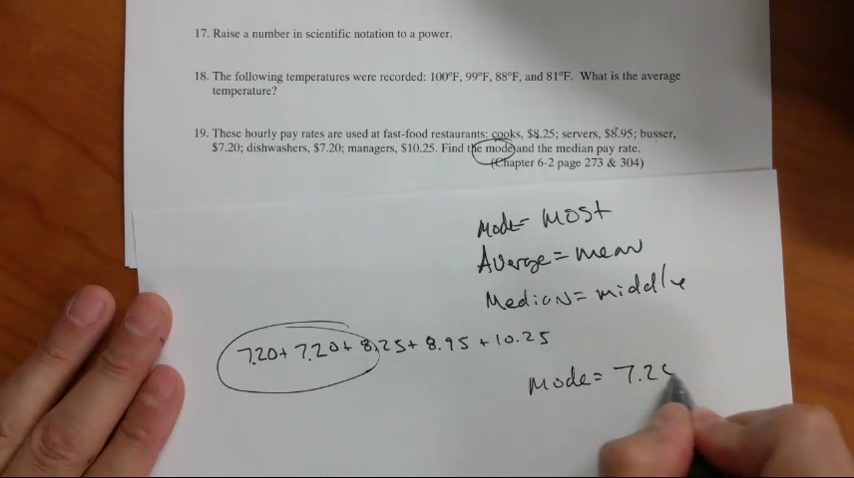 17. Raise a number in scientific notation to a power.
18. The following temperatures were recorded: 100°F, 99°F, 88°F, and 81°F. What is the average
temperature?
19. These hourly pay rates are used at fast-food restaurants: cooks, $8.25; servers, $8.95; busser,
$7.20; dishwashers, $7.20; managers, $10.25. Find the mode and the median pay rate.
(Chapter 6-2 page 273 & 304)
Mode= Most
Average = mean
Median= middle
7.20+ 7.20+ 8.25+ 8.95 + 10.25
Mode= 7.20